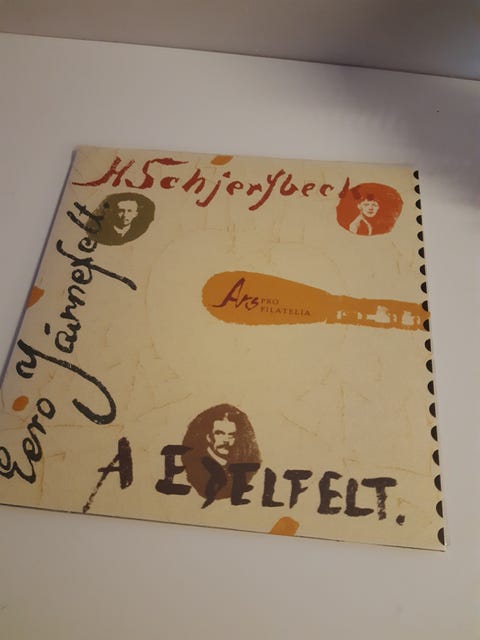 H Schjerfbeck
Eero Järnefelt.
Ars PRO
FILATELIA
A EDELFELT.